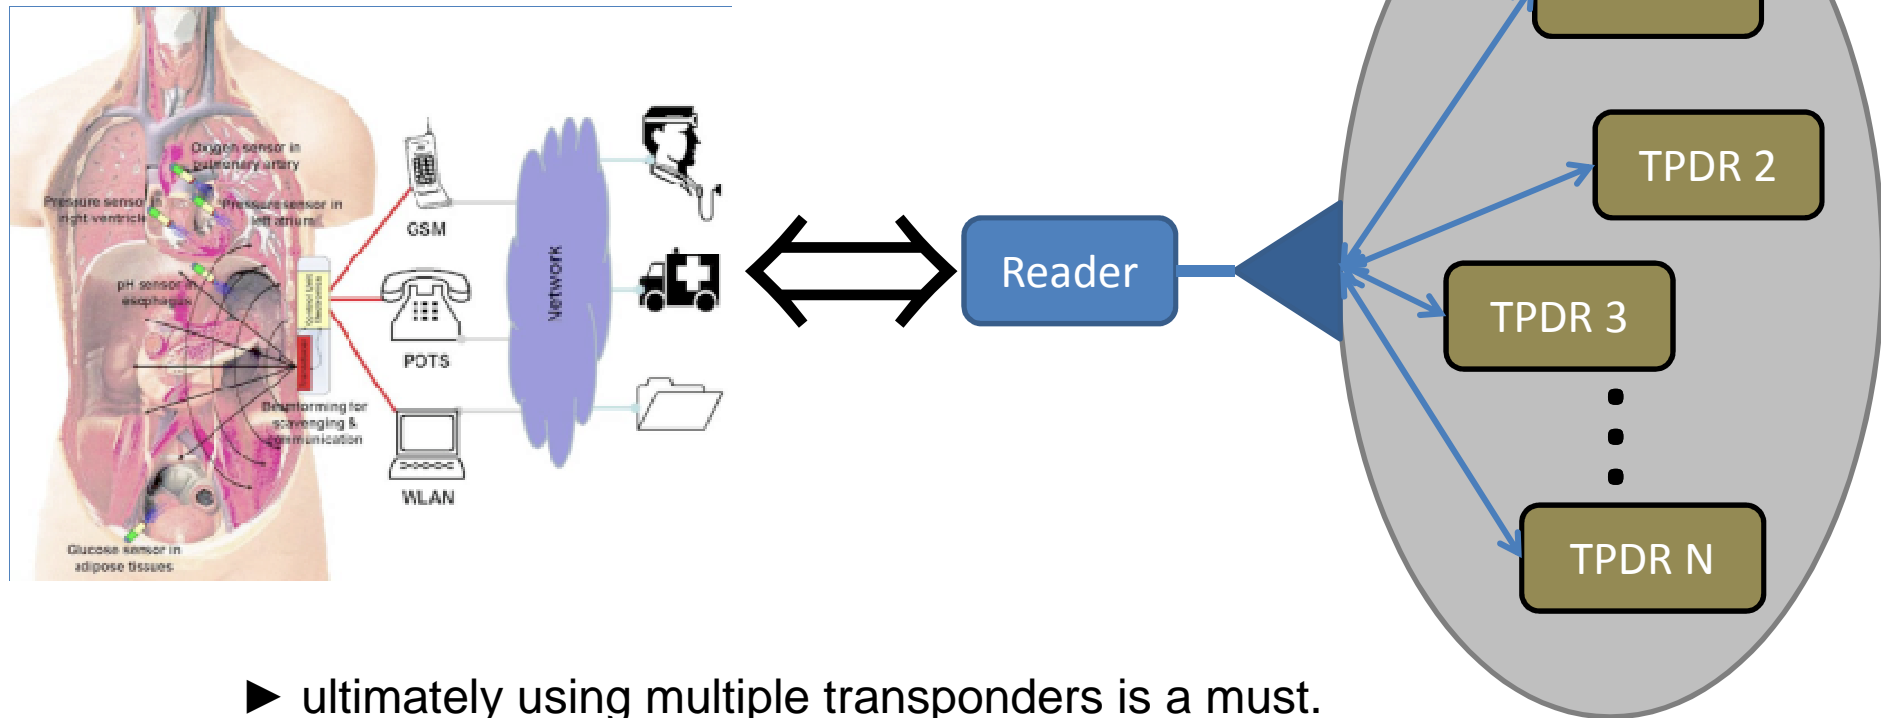 Oxygen sensor in
pulmonary artery
Pressure sensor in
right ventricle
Pressure sensor in
left atrium
pH sensor in
esophagus
Beamforming for
scavenging &
communication
Glucose sensor in
adipose tissues
GSM
POTS
WLAN
Network
Reader
TPDR 2
TPDR 3
TPDR N
► ultimately using multiple transponders is a must.